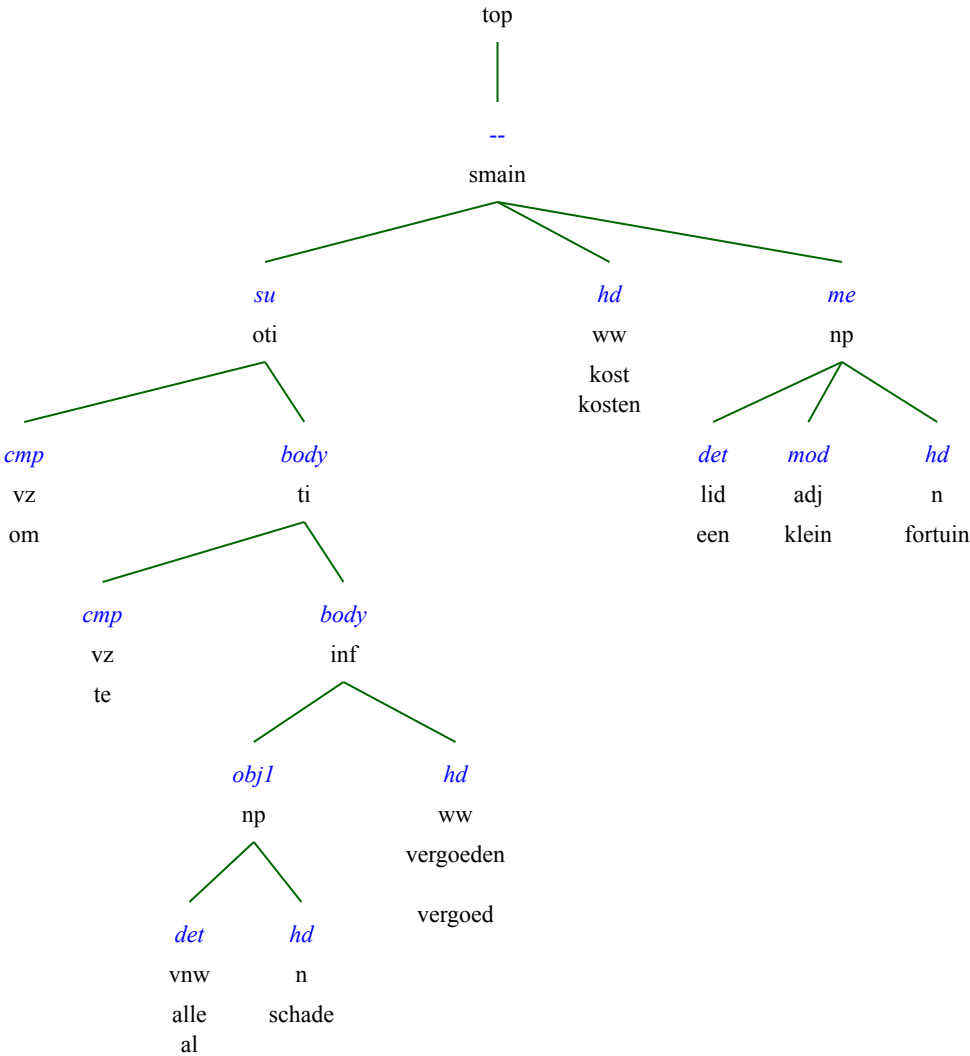 top
--
smain
su hd me
oti ww np
kost
kosten
cmp body det mod hd
vz ti lid adj n
om een klein fortuin
cmp body
vz inf
te
obj1 hd
np ww
vergoeden
vergoed
det hd
vnw n
alle schade
al